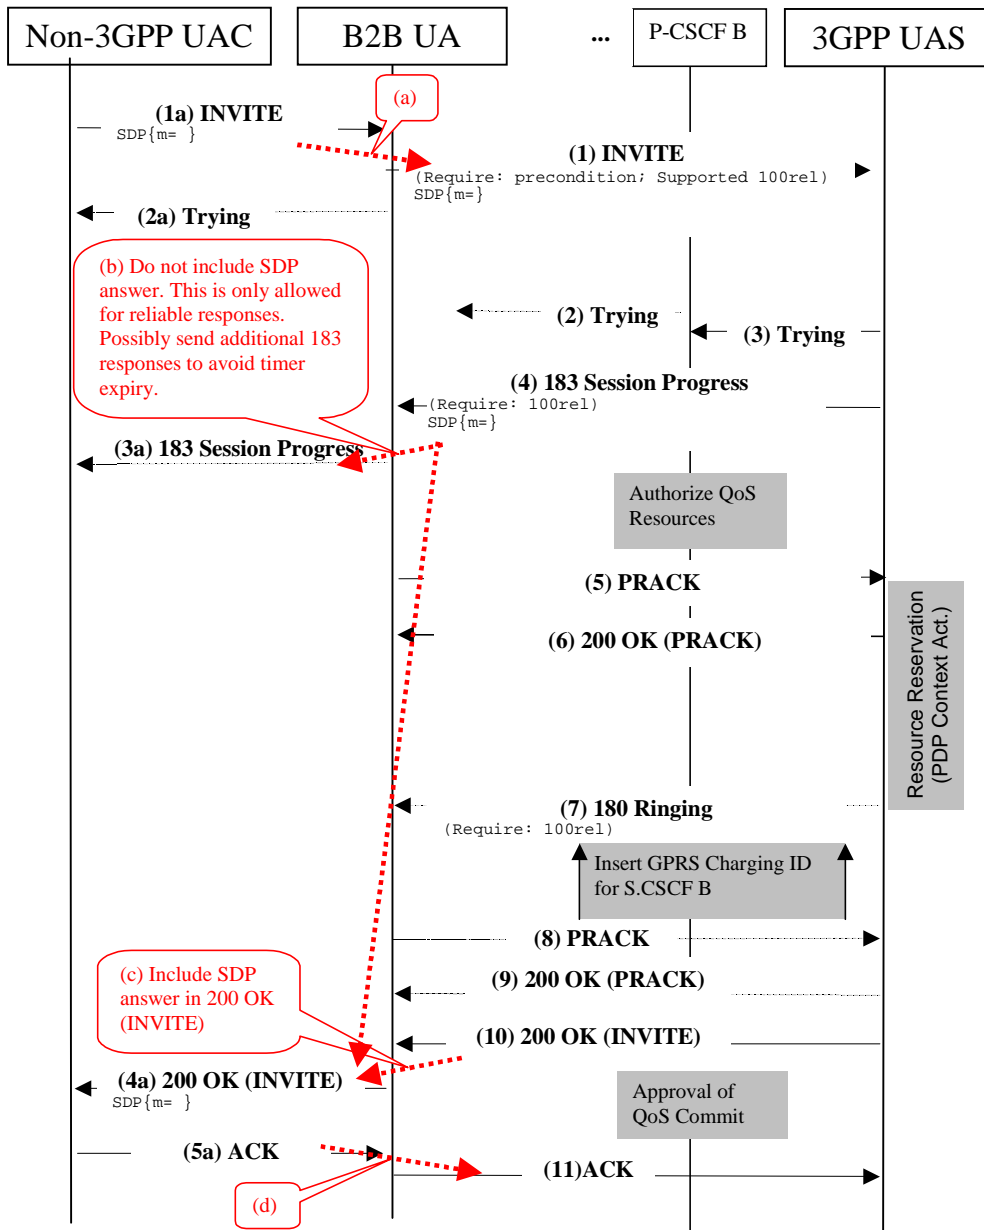 Non-3GPP UAC
B2B UA
...
P-CSCF B
3GPP UAS
(a)
(1a) INVITE
SDP{m= }
(1) INVITE
(Require: precondition; Supported 100rel)
SDP{m=}
(2a) Trying
(b) Do not include SDP
answer. This is only allowed
for reliable responses.
Possibly send additional 183
responses to avoid timer
expiry.
(2) Trying
(3) Trying
(4) 183 Session Progress
(Require: 100rel)
SDP{m=}
(3a) 183 Session Progress
Authorize QoS
Resources
(5) PRACK
(6) 200 OK (PRACK)
Resource Reservation
(PDP Context Act.)
(7) 180 Ringing
(Require: 100rel)
Insert GPRS Charging ID
for S.CSCF B
(8) PRACK
(c) Include SDP
answer in 200 OK
(INVITE)
(9) 200 OK (PRACK)
(10) 200 OK (INVITE)
(4a) 200 OK (INVITE)
SDP{m= }
Approval of
QoS Commit
(5a) ACK
(11)ACK
(d)